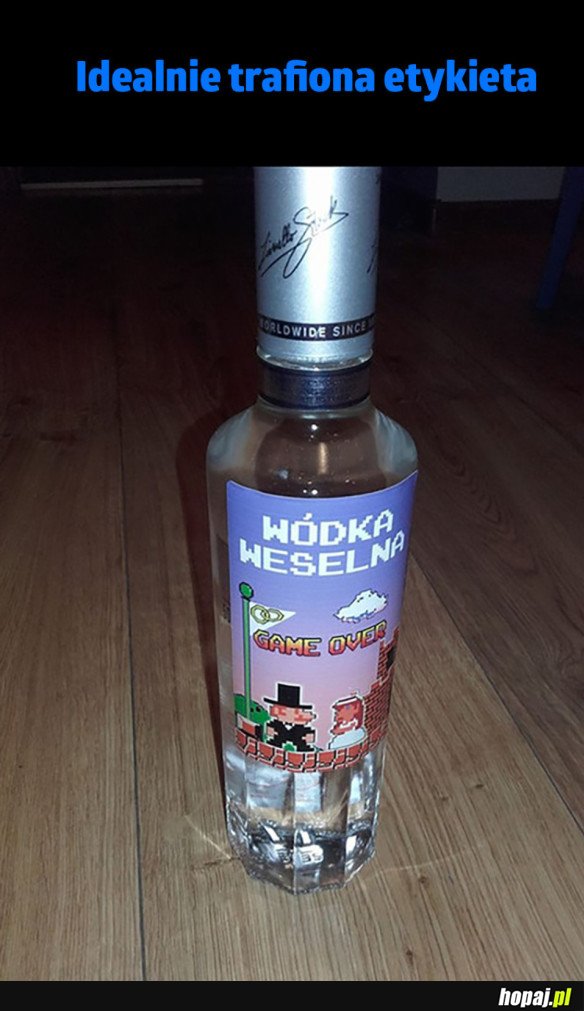 Idealnie trafiona etykieta
WORLDWIDE SINCE
WÓDKA
WESELNA
GAME OVER
hopaj.pl